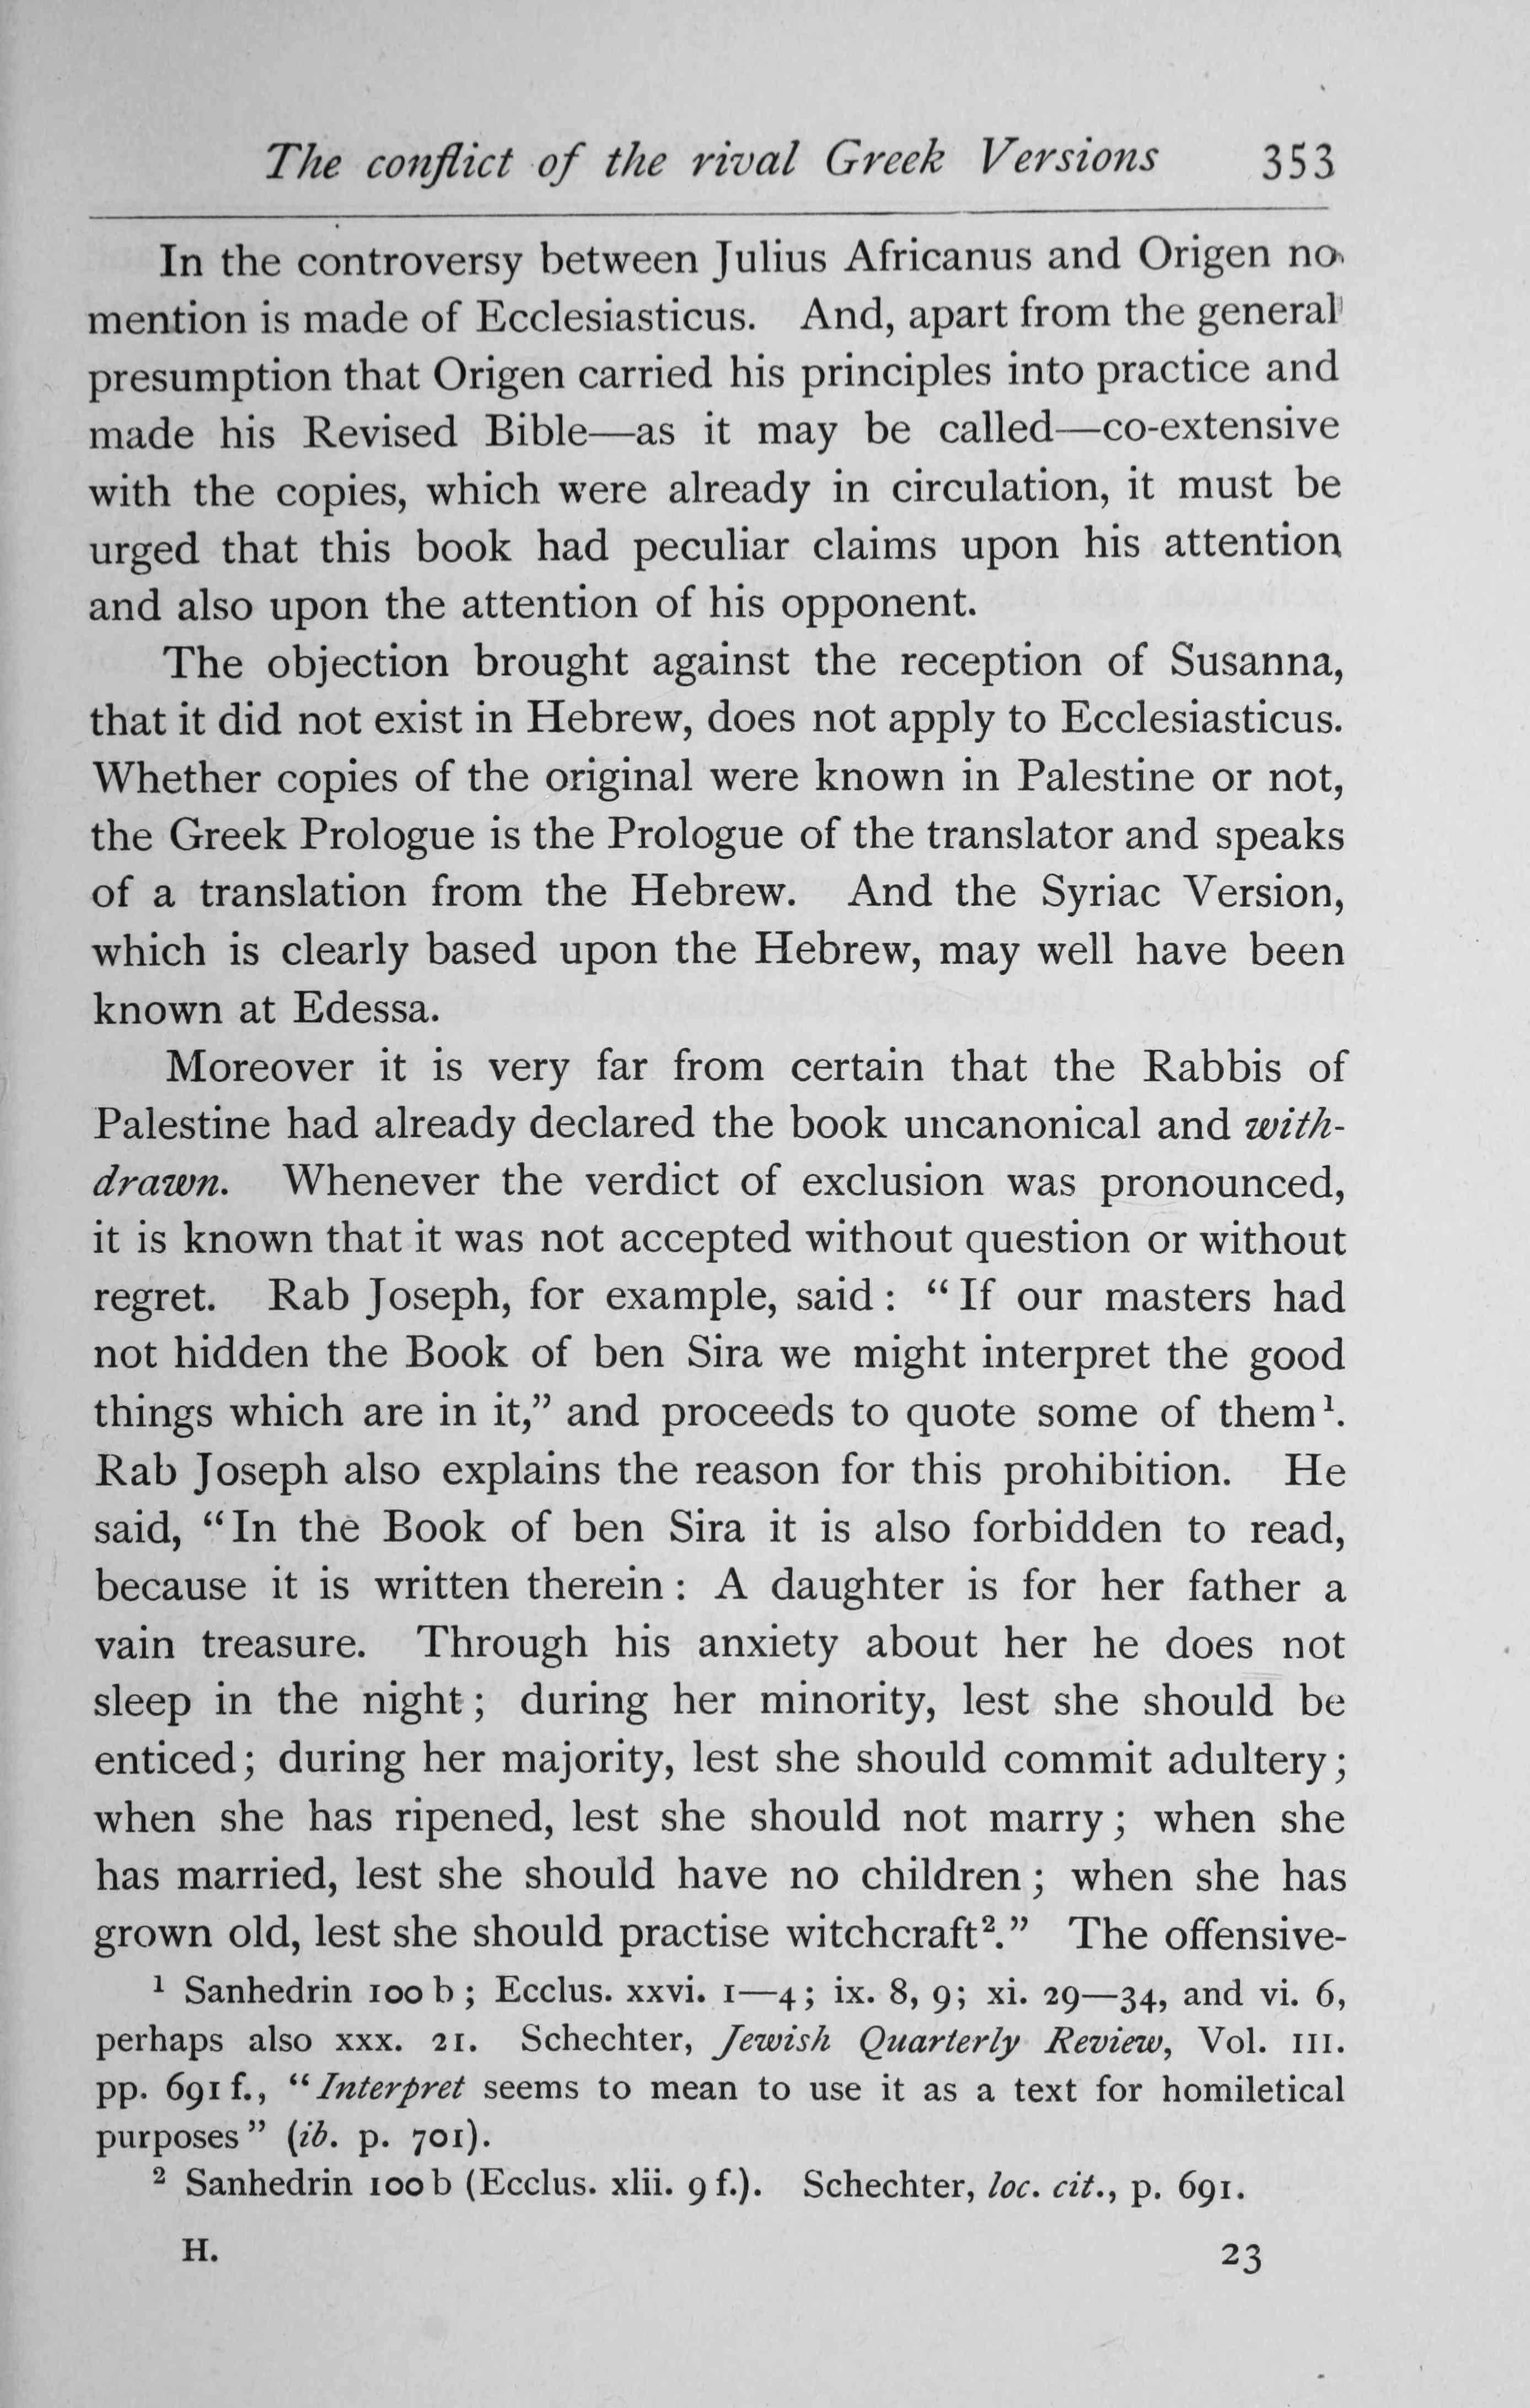 The conflict of the rival Greek Versions 353
In the controversy between Julius Africanus and Origen no
mention is made of Ecclesiasticus. And, apart from the general
presumption that Origen carried his principles into practice and
made his Revised Bible—as it may be called—co-extensive
with the copies, which were already in circulation, it must be
urged that this book had peculiar claims upon his attention
and also upon the attention of his opponent.
The objection brought against the reception of Susanna,
that it did not exist in Hebrew, does not apply to Ecclesiasticus.
Whether copies of the original were known in Palestine or not,
the Greek Prologue is the Prologue of the translator and speaks
of a translation from the Hebrew. And the Syriac Version,
which is clearly based upon the Hebrew, may well have been
known at Edessa.
Moreover it is very far from certain that the Rabbis of
Palestine had already declared the book uncanonical and with-
drawn. Whenever the verdict of exclusion was pronounced,
it is known that it was not accepted without question or without
regret. Rab Joseph, for example, said: “If our masters had
not hidden the Book of ben Sira we might interpret the good
things which are in it,” and proceeds to quote some of them¹.
Rab Joseph also explains the reason for this prohibition. He
said, “In the Book of ben Sira it is also forbidden to read,
because it is written therein: A daughter is for her father a
vain treasure. Through his anxiety about her he does not
sleep in the night; during her minority, lest she should be
enticed; during her majority, lest she should commit adultery;
when she has ripened, lest she should not marry; when she
has married, lest she should have no children; when she has
grown old, lest she should practise witchcraft².” The offensive-
¹ Sanhedrin 100 b; Ecclus. xxvi. 1—4; ix. 8, 9; xi. 29—34, and vi. 6,
perhaps also xxx. 21. Schechter, Jewish Quarterly Review, Vol. III.
pp. 691 f., “Interpret seems to mean to use it as a text for homiletical
purposes” (ib. p. 701).
² Sanhedrin 100 b (Ecclus. xlii. 9 f.). Schechter, loc. cit., p. 691.
H. 23